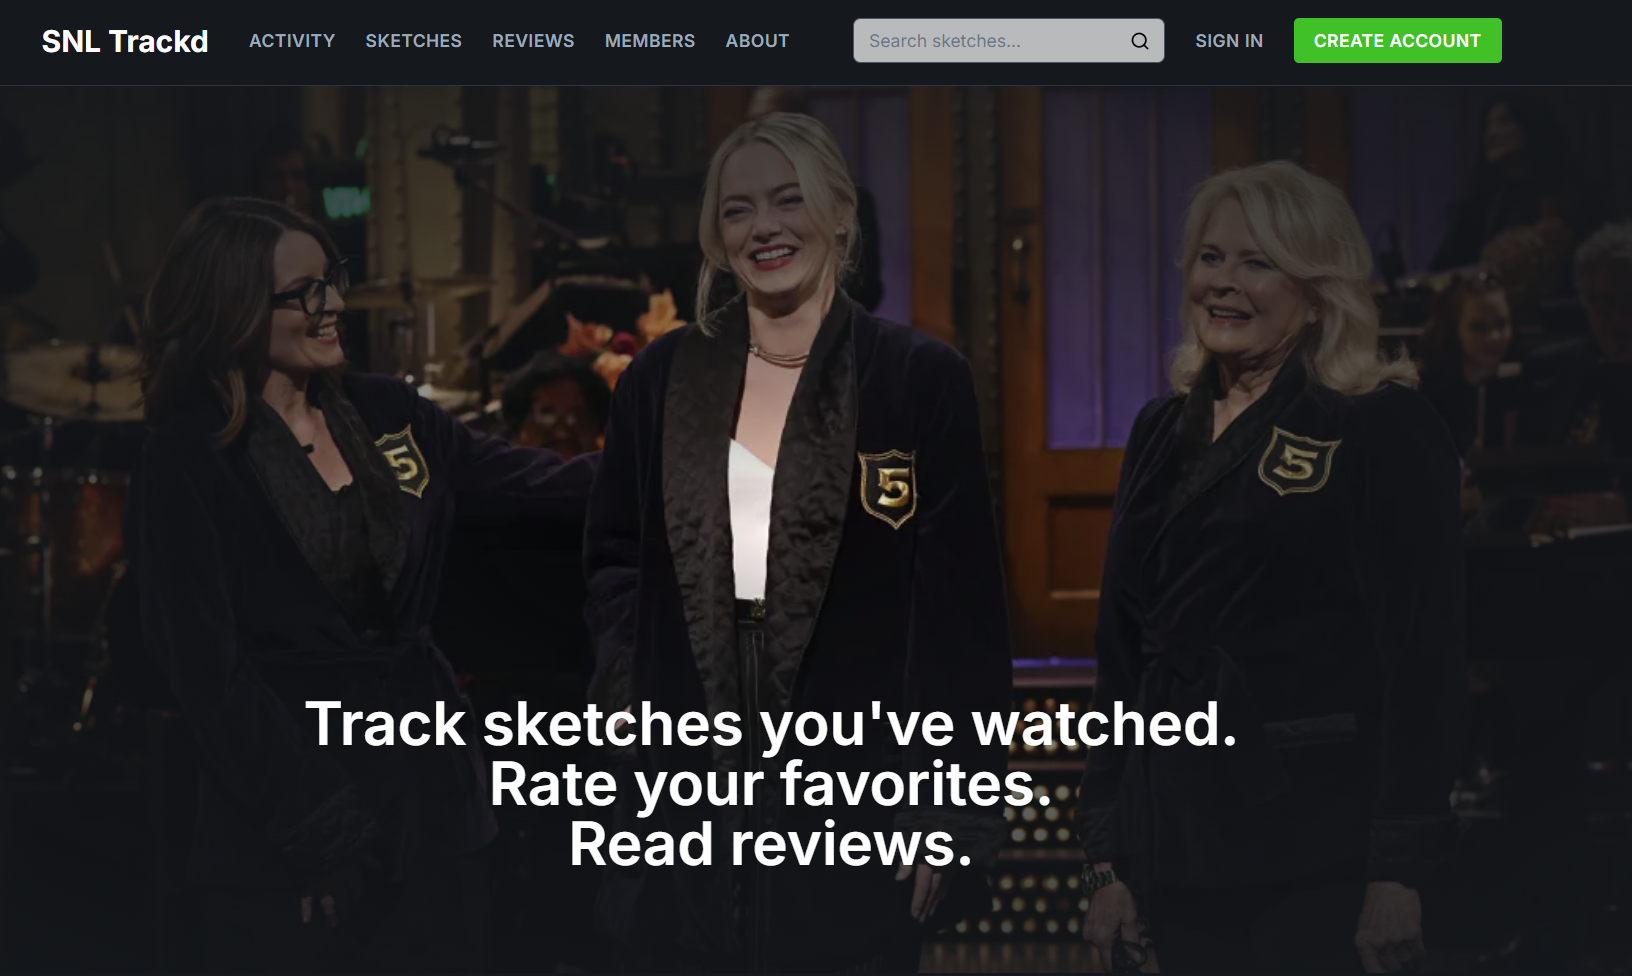 SNL Trackd
ACTIVITY
SKETCHES
REVIEWS
MEMBERS
ABOUT
Search sketches...
SIGN IN
CREATE ACCOUNT
5
5
5
Track sketches you've watched.
Rate your favorites.
Read reviews.